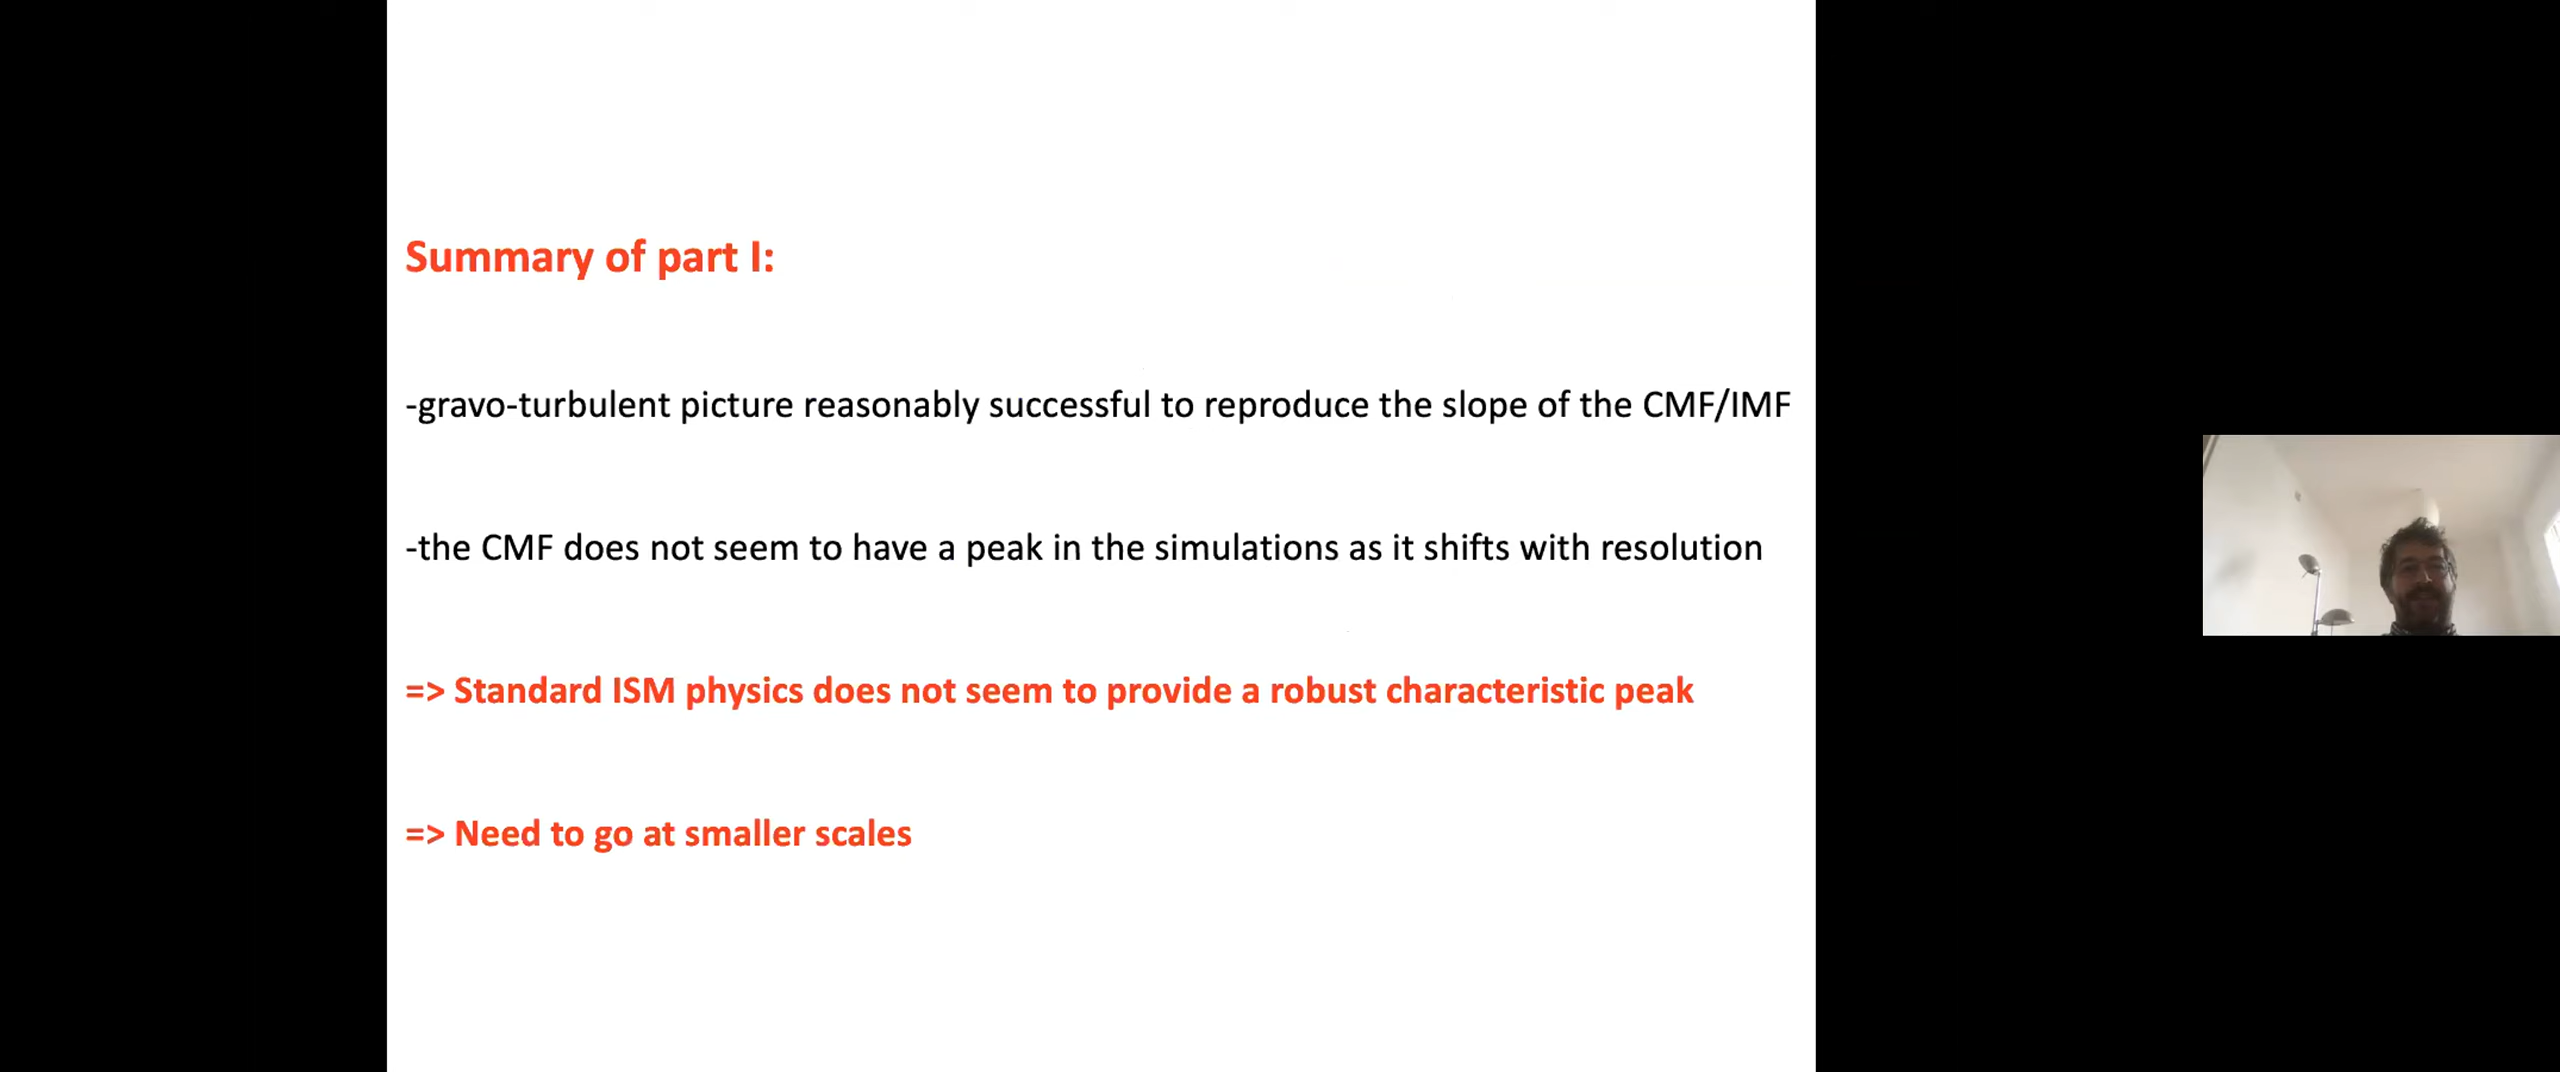 Summary of part I:
-gravo-turbulent picture reasonably successful to reproduce the slope of the CMF/IMF
-the CMF does not seem to have a peak in the simulations as it shifts with resolution
=> Standard ISM physics does not seem to provide a robust characteristic peak
=> Need to go at smaller scales